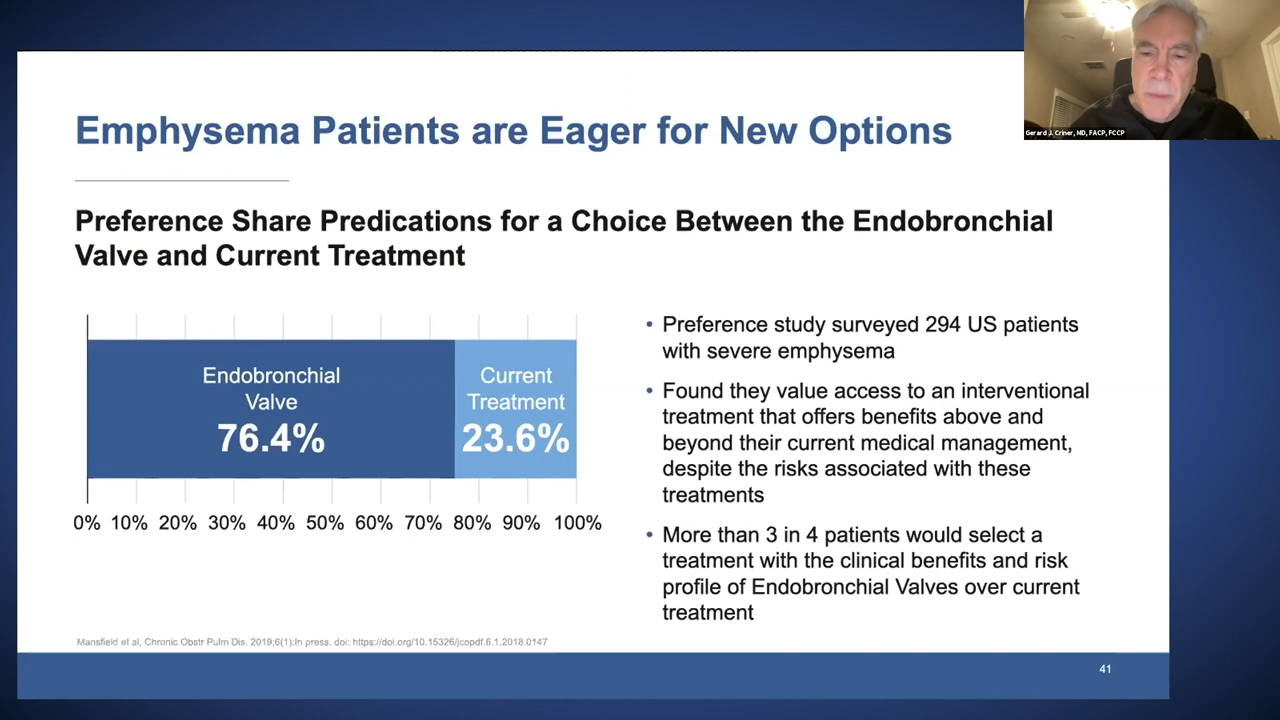 Gerard J. Criner, MD, FACP, FCCP
Emphysema Patients are Eager for New Options
Preference Share Predications for a Choice Between the Endobronchial
Valve and Current Treatment
Endobronchial
Valve
76.4%
Current
Treatment
23.6%
0% 10% 20% 30% 40% 50% 60% 70% 80% 90% 100%
• Preference study surveyed 294 US patients
with severe emphysema
• Found they value access to an interventional
treatment that offers benefits above and
beyond their current medical management,
despite the risks associated with these
treatments
• More than 3 in 4 patients would select a
treatment with the clinical benefits and risk
profile of Endobronchial Valves over current
treatment
Mansfield et al, Chronic Obstr Pulm Dis. 2019;6(1):In press. doi: https://doi.org/10.15326/jcopdf.6.1.2018.0147
41